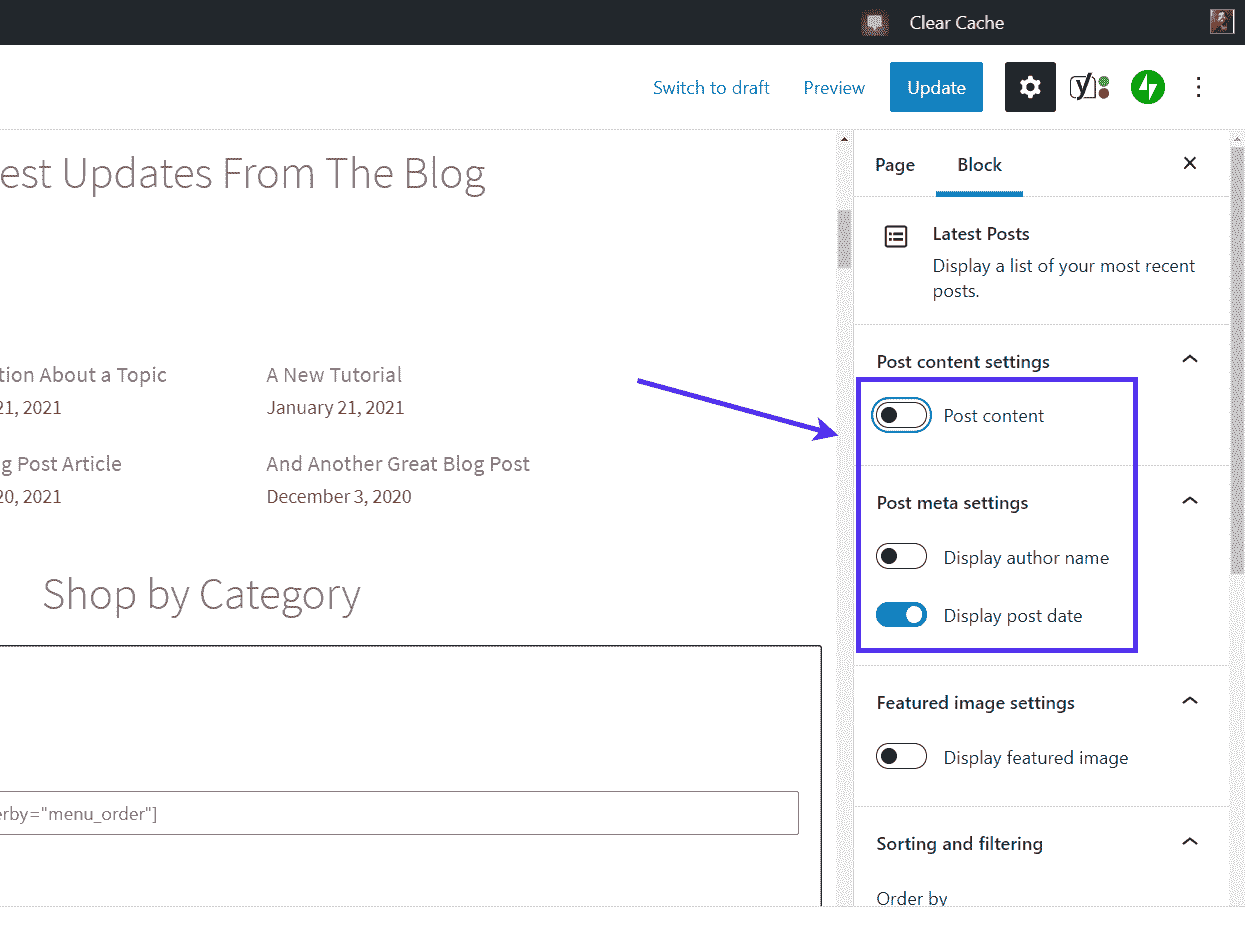 Clear Cache
Switch to draft
Preview
Update
est Updates From The Blog
tion About a Topic
21, 2021
A New Tutorial
January 21, 2021
g Post Article
20, 2021
And Another Great Blog Post
December 3, 2020
Shop by Category
erby="menu_order"]
Page
Block
Latest Posts
Display a list of your most recent
posts.
Post content settings
Post content
Post meta settings
Display author name
Display post date
Featured image settings
Display featured image
Sorting and filtering
Order by